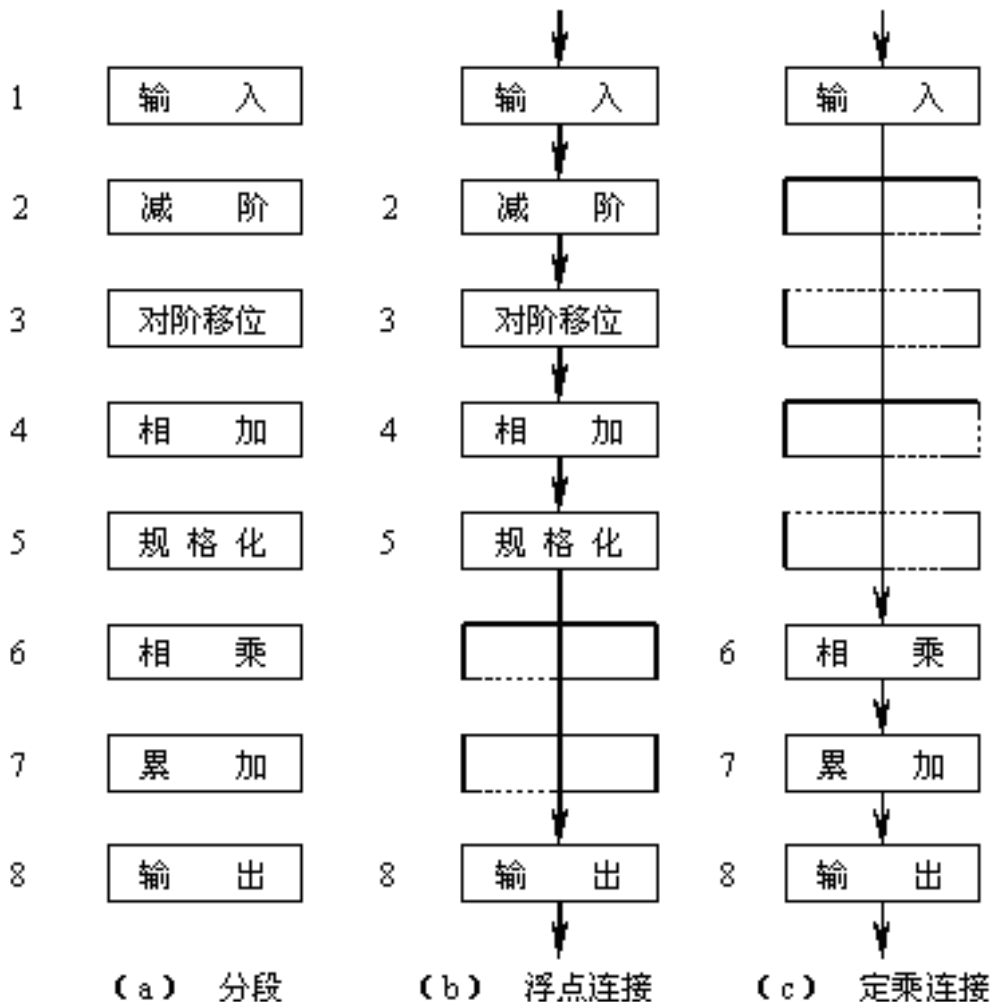 1 输 入 输 入 输 入
2 减 阶 2 减 阶
3 对阶移位 3 对阶移位
4 相 加 4 相 加
5 规 格 化 5 规 格 化
6 相 乘 6 相 乘
7 累 加 7 累 加
8 输 出 8 输 出 8 输 出
(a) 分段 (b) 浮点连接 (c) 定乘连接